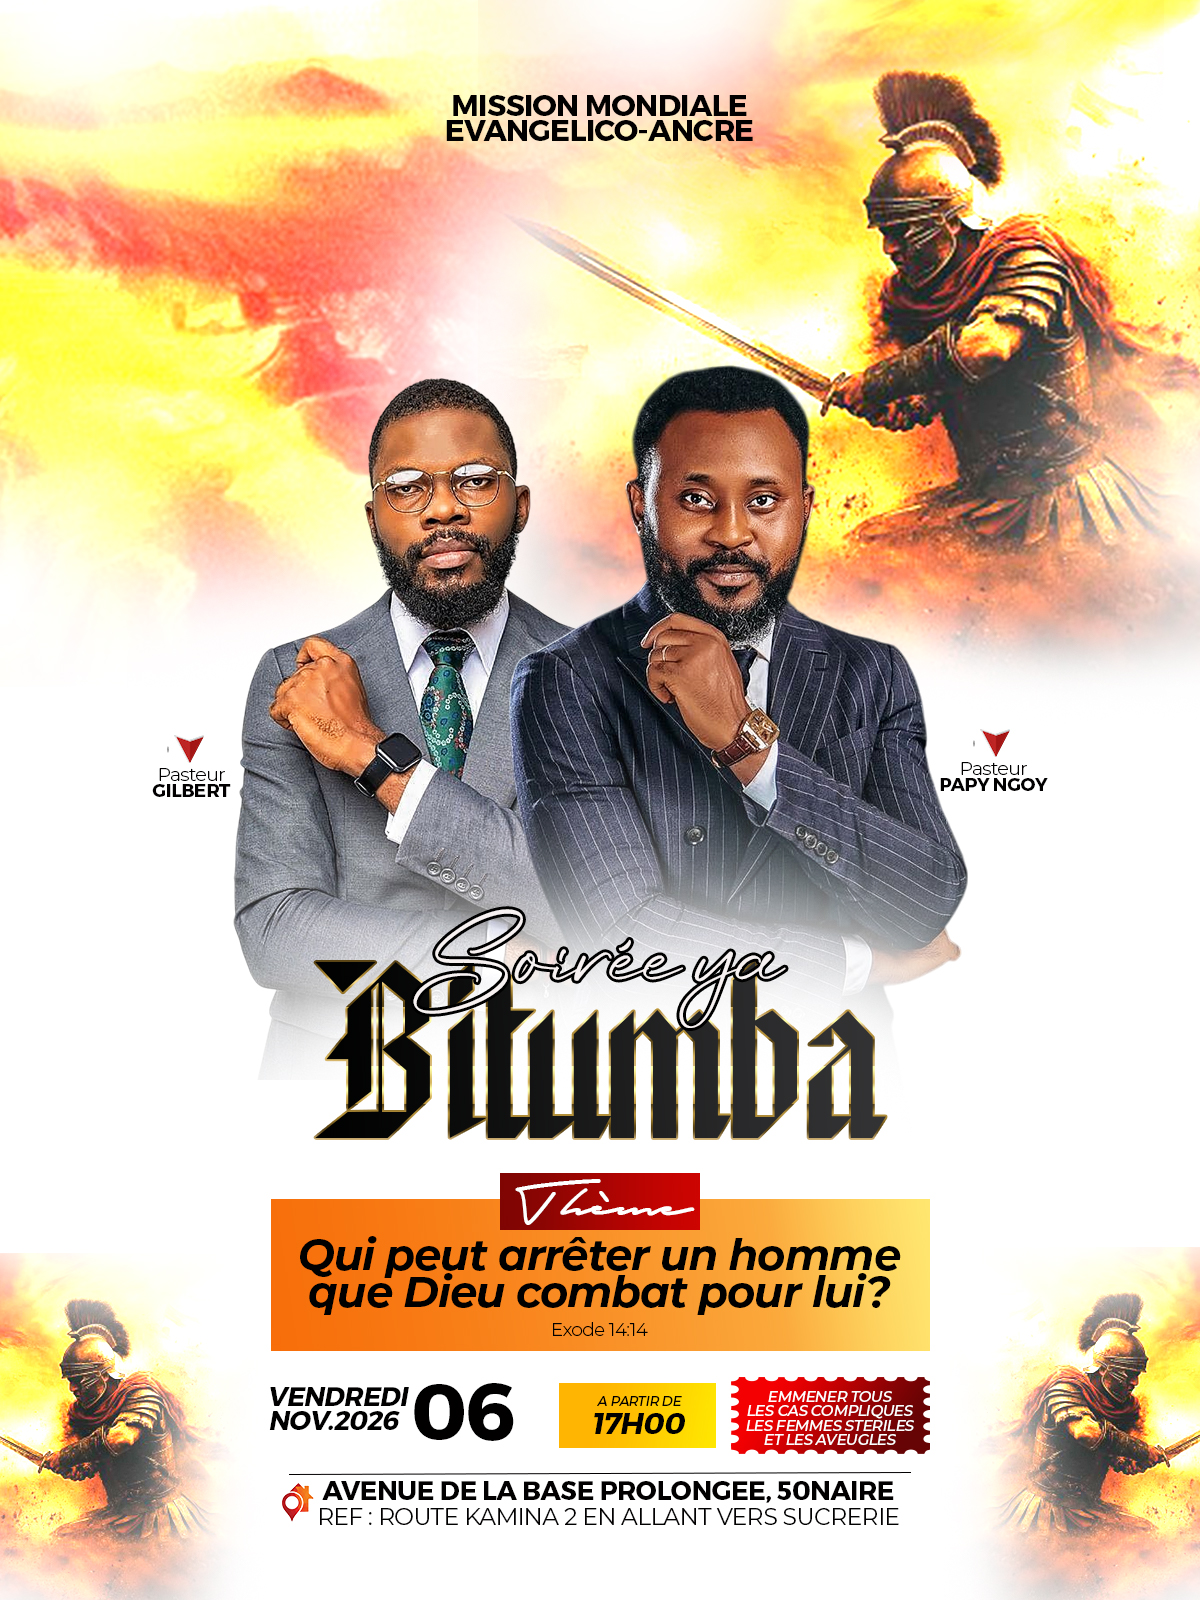 MISSION MONDIALE
EVANGELICO-ANCRE
Pasteur
GILBERT
Pasteur
PAPY NGOY
Soirée ya
Bitumba
Thème
Qui peut arrêter un homme
que Dieu combat pour lui?
Exode 14:14
VENDREDI
NOV.2026
06
A PARTIR DE
17H00
EMMENER TOUS
LES CAS COMPLIQUES
LES FEMMES STERILES
ET LES AVEUGLES
AVENUE DE LA BASE PROLONGEE, 50NAIRE
REF : ROUTE KAMINA 2 EN ALLANT VERS SUCRERIE